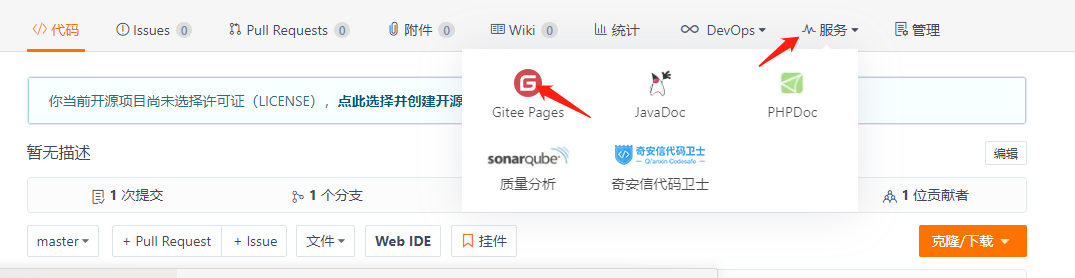 代码 Issues 0 Pull Requests 0 附件 0 Wiki 0 统计 DevOps 服务 管理
你当前开源项目尚未选择许可证（LICENSE），点此选择并创建开源
G
Gitee Pages JavaDoc PHPDoc
暂无描述 编辑
sonarqube 奇安信代码卫士 Qi'anxin Codesafe
质量分析 奇安信代码卫士
1 次提交 1 个分支 1 位贡献者
master + Pull Request + Issue 文件 Web IDE 挂件 克隆/下载